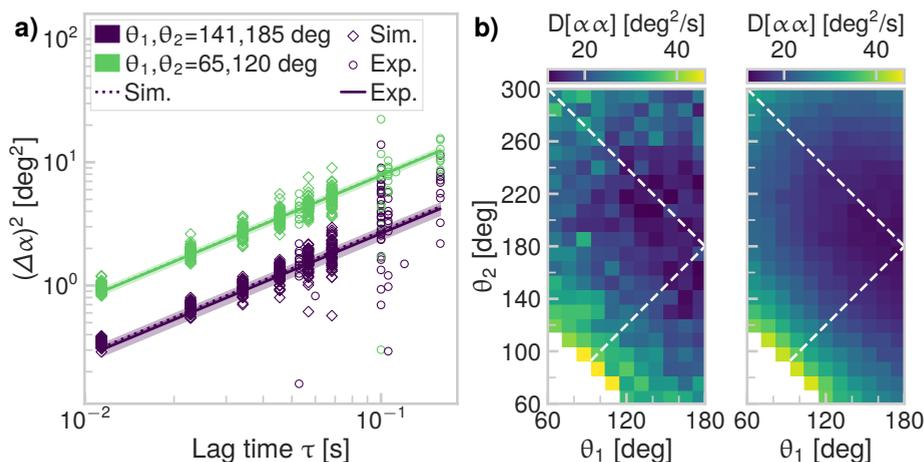 a)
θ₁,θ₂=141,185 deg
θ₁,θ₂=65,120 deg
Sim.
Sim.
Exp.
Exp.
10²
10¹
10⁰
(Δα)² [deg²]
10⁻²
10⁻¹
Lag time τ [s]
b)
D[αα] [deg²/s]
D[αα] [deg²/s]
20 40
20 40
300
260
220
180
140
100
60
θ₂ [deg]
60 120 180
60 120 180
θ₁ [deg]
θ₁ [deg]